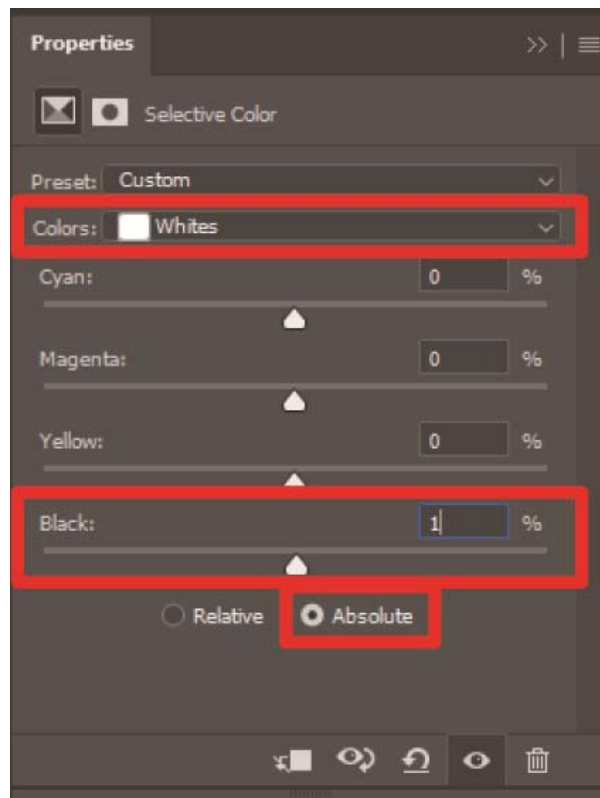 Properties
Selective Color
Preset: Custom
Colors: Whites
Cyan: 0 %
Magenta: 0 %
Yellow: 0 %
Black: 1 %
Relative Absolute